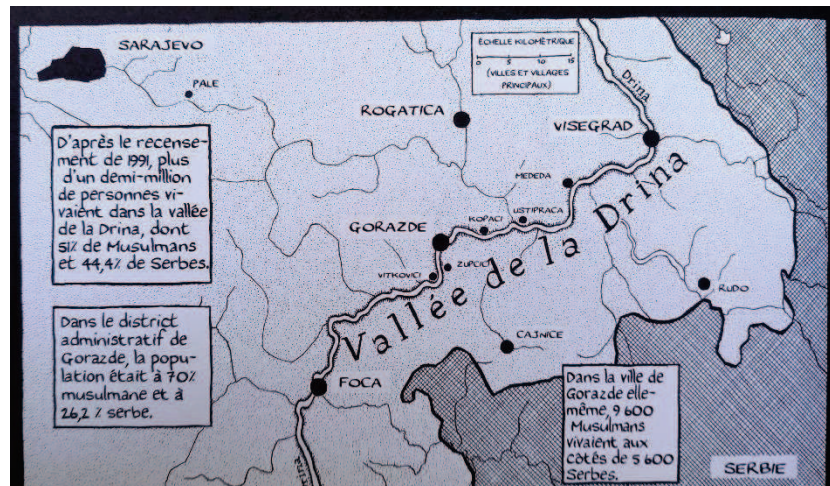 SARAJEVO
PALE
ÉCHELLE KILOMÉTRIQUE
0 5 10 15
(VILLES ET VILLAGES
PRINCIPAUX)
Drina
ROGATICA
VISEGRAD
D'après le recense-
ment de 1991, plus
d'un demi-million
de personnes vi-
vaient dans la vallée
de la Drina, dont
51% de Musulmans
et 44,4% de Serbes.
MEDEDA
USTIPRACA
KOPACI
GORAZDE
ZUPCICI
VITKOVICI
Vallée de la Drina
RUDO
CAJNICE
Dans le district
administratif de
Gorazde, la popu-
lation était à 70%
musulmane et à
26,2 % serbe.
FOCA
Dans la ville de
Gorazde elle-
même, 9 600
Musulmans
vivaient aux
côtés de 5 600
Serbes.
SERBIE
Drina